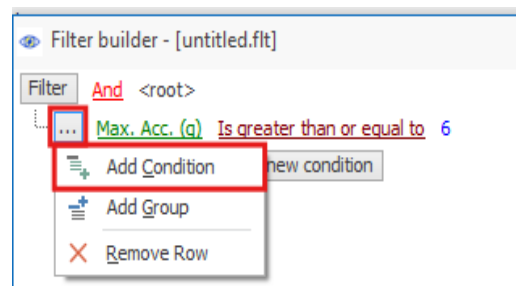 Filter builder - [untitled.flt]
Filter And <root>
... Max. Acc. (g) Is greater than or equal to 6
Add Condition
new condition
Add Group
Remove Row